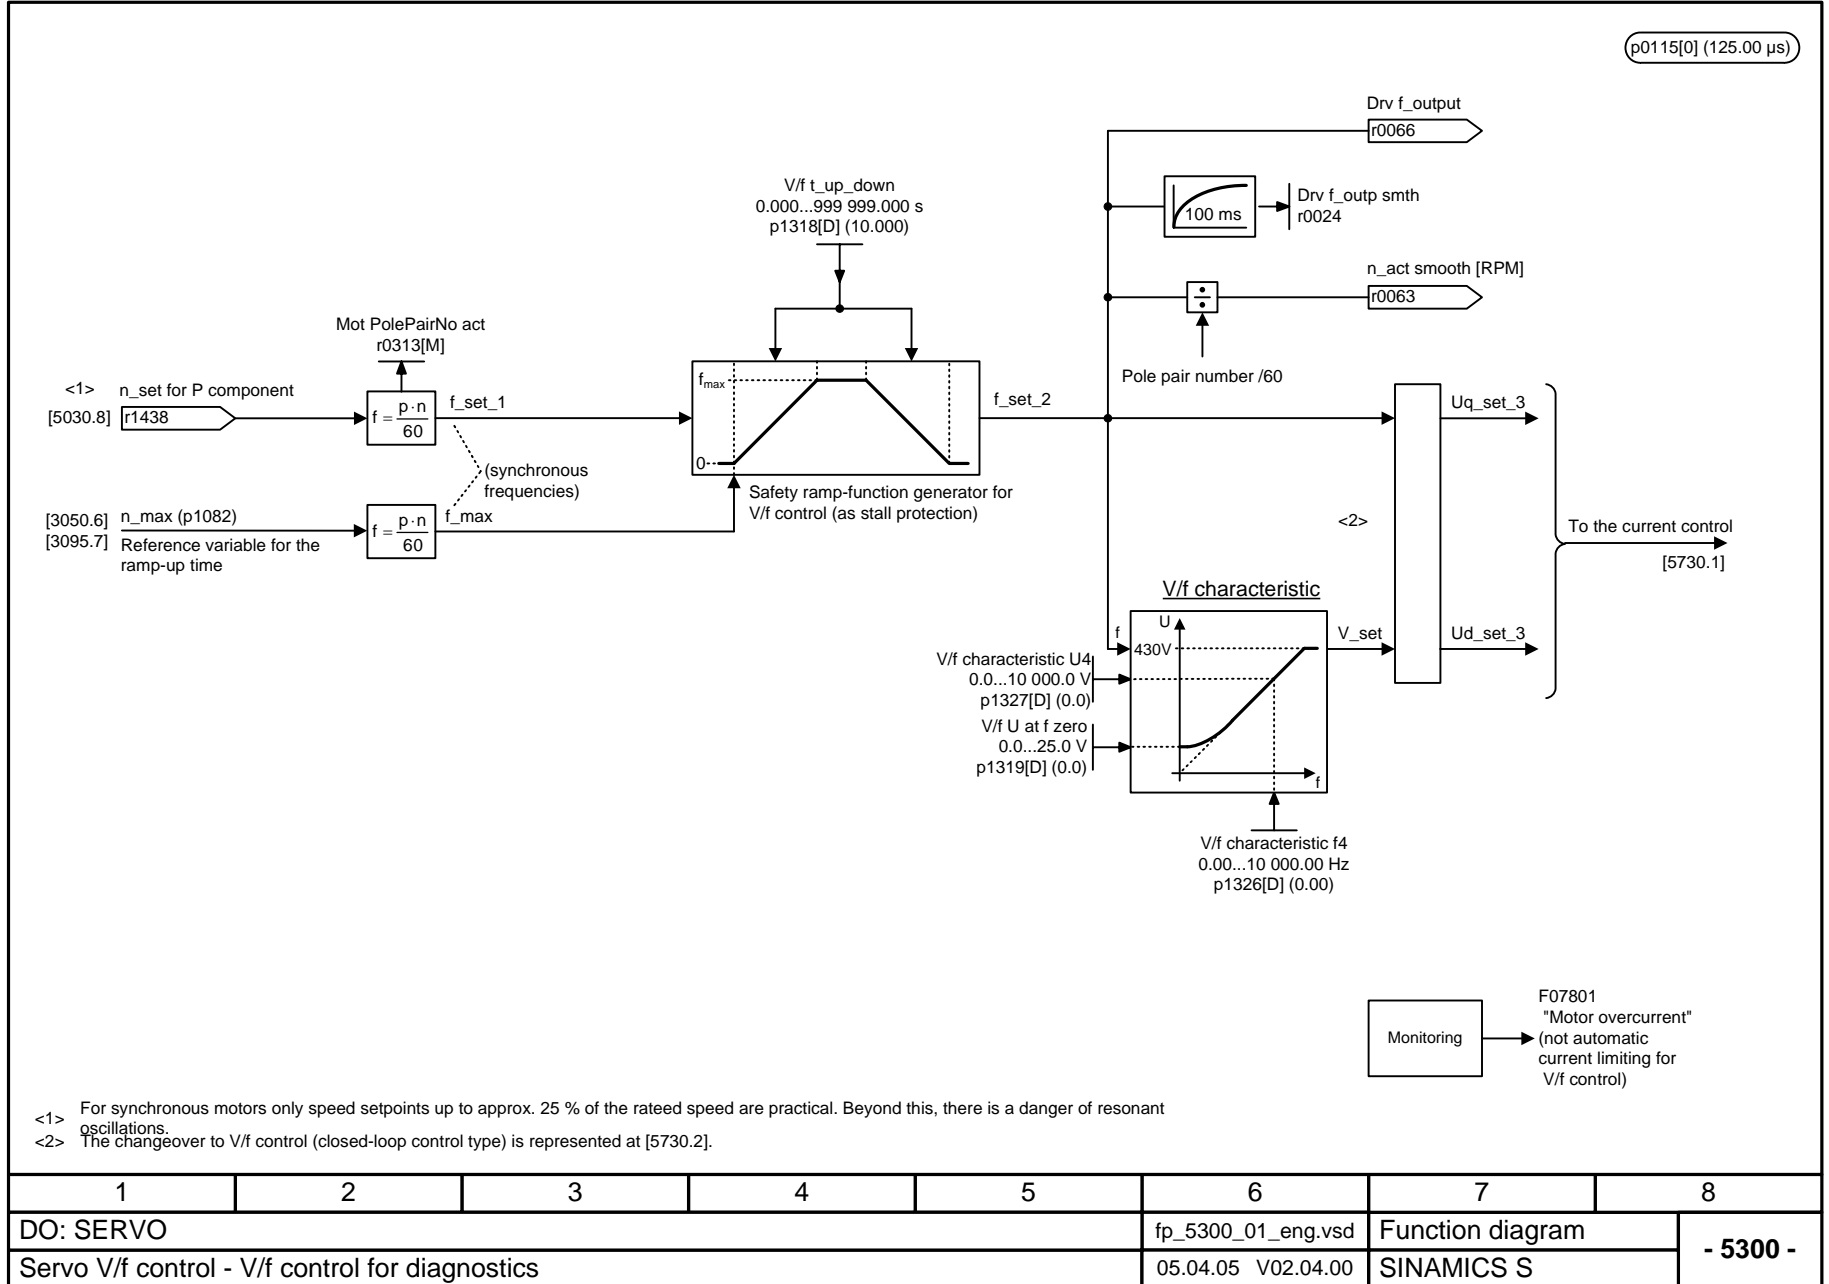 p0115[0] (125.00 µs)
Drv f_output
r0066
V/f t_up_down
0.000...999 999.000 s
p1318[D] (10.000)
100 ms
Drv f_outp smth
r0024
n_act smooth [RPM]
r0063
÷
Pole pair number /60
Mot PolePairNo act
r0313[M]
<1> n_set for P component
[5030.8] r1438
f = p·n
60
f_set_1
fmax
0
f_set_2
Uq_set_3
(synchronous
frequencies)
Safety ramp-function generator for
V/f control (as stall protection)
[3050.6] n_max (p1082)
[3095.7] Reference variable for the
ramp-up time
f = p·n
60
f_max
<2>
To the current control
[5730.1]
V/f characteristic
f
U
430V
V_set
Ud_set_3
V/f characteristic U4
0.0...10 000.0 V
p1327[D] (0.0)
V/f U at f zero
0.0...25.0 V
p1319[D] (0.0)
f
V/f characteristic f4
0.00...10 000.00 Hz
p1326[D] (0.00)
Monitoring
F07801
"Motor overcurrent"
(not automatic
current limiting for
V/f control)
<1> For synchronous motors only speed setpoints up to approx. 25 % of the rateed speed are practical. Beyond this, there is a danger of resonant
oscillations.
<2> The changeover to V/f control (closed-loop control type) is represented at [5730.2].
1 2 3 4 5 6 7 8
DO: SERVO fp_5300_01_eng.vsd Function diagram
- 5300 -
Servo V/f control - V/f control for diagnostics 05.04.05 V02.04.00 SINAMICS S